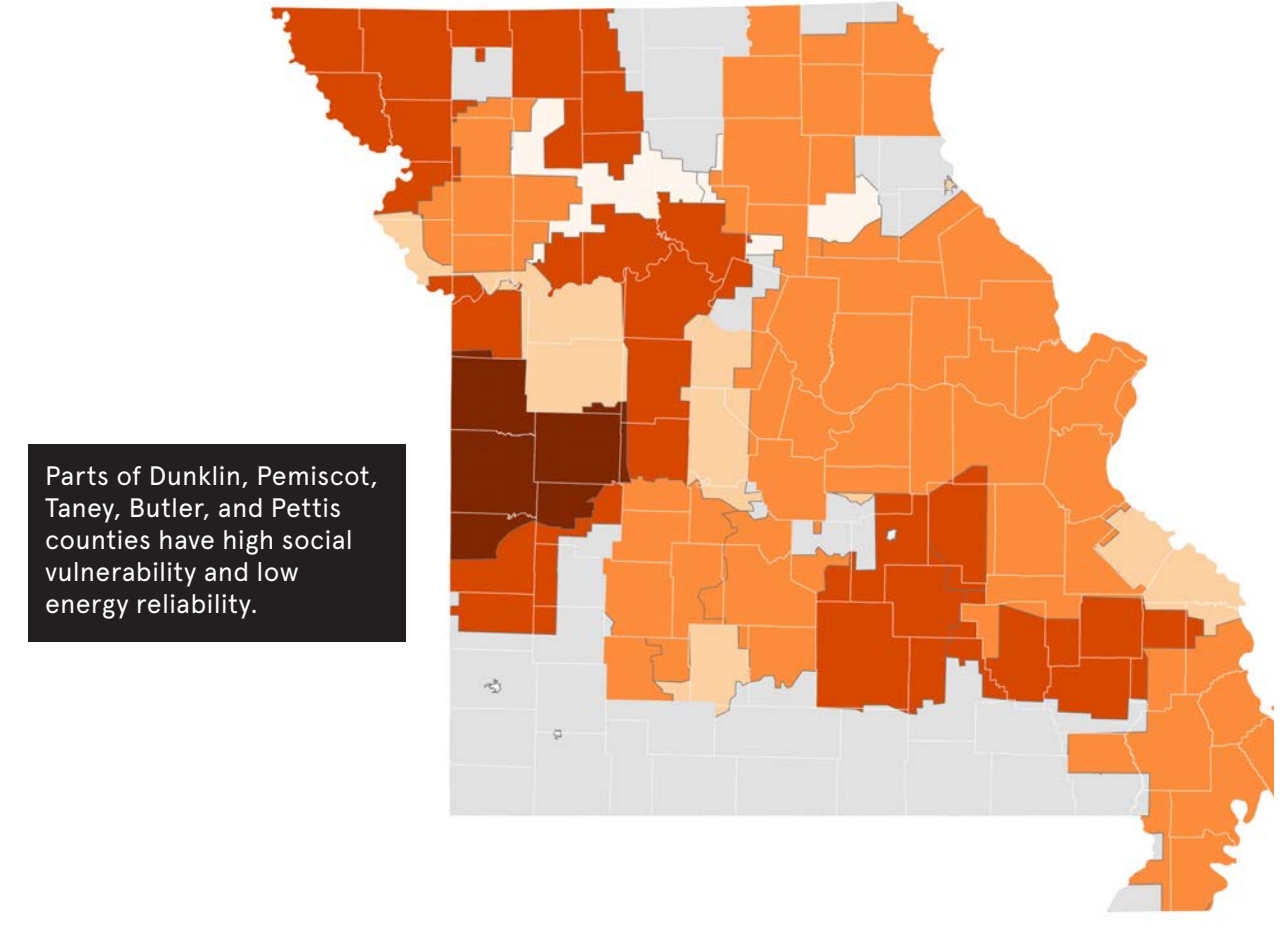 Parts of Dunklin, Pemiscot,
Taney, Butler, and Pettis
counties have high social
vulnerability and low
energy reliability.